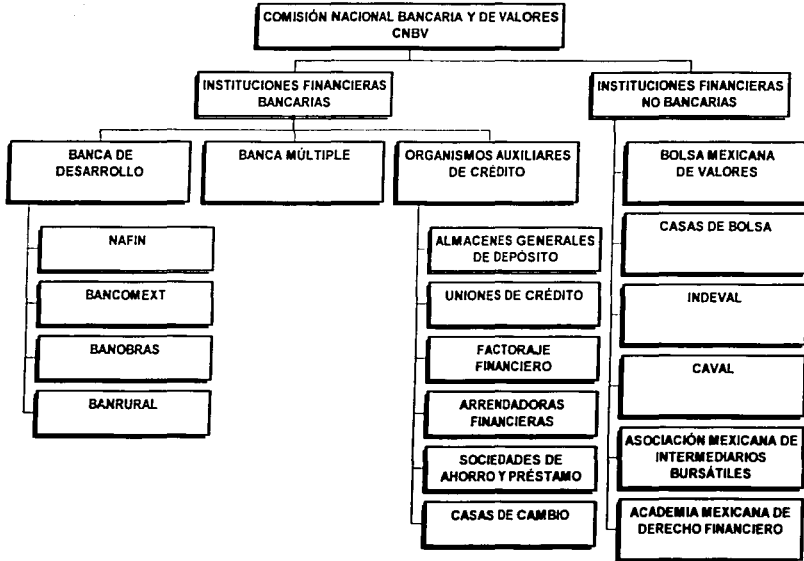 COMISIÓN NACIONAL BANCARIA Y DE VALORES
CNBV
INSTITUCIONES FINANCIERAS
BANCARIAS
INSTITUCIONES FINANCIERAS
NO BANCARIAS
BANCA DE
DESARROLLO
BANCA MÚLTIPLE
ORGANISMOS AUXILIARES
DE CRÉDITO
NAFIN
BANCOMEXT
BANOBRAS
BANRURAL
ALMACENES GENERALES
DE DEPÓSITO
UNIONES DE CRÉDITO
FACTORAJE
FINANCIERO
ARRENDADORAS
FINANCIERAS
SOCIEDADES DE
AHORRO Y PRÉSTAMO
CASAS DE CAMBIO
BOLSA MEXICANA
DE VALORES
CASAS DE BOLSA
INDEVAL
CAVAL
ASOCIACIÓN MEXICANA DE
INTERMEDIARIOS
BURSÁTILES
ACADEMIA MEXICANA DE
DERECHO FINANCIERO